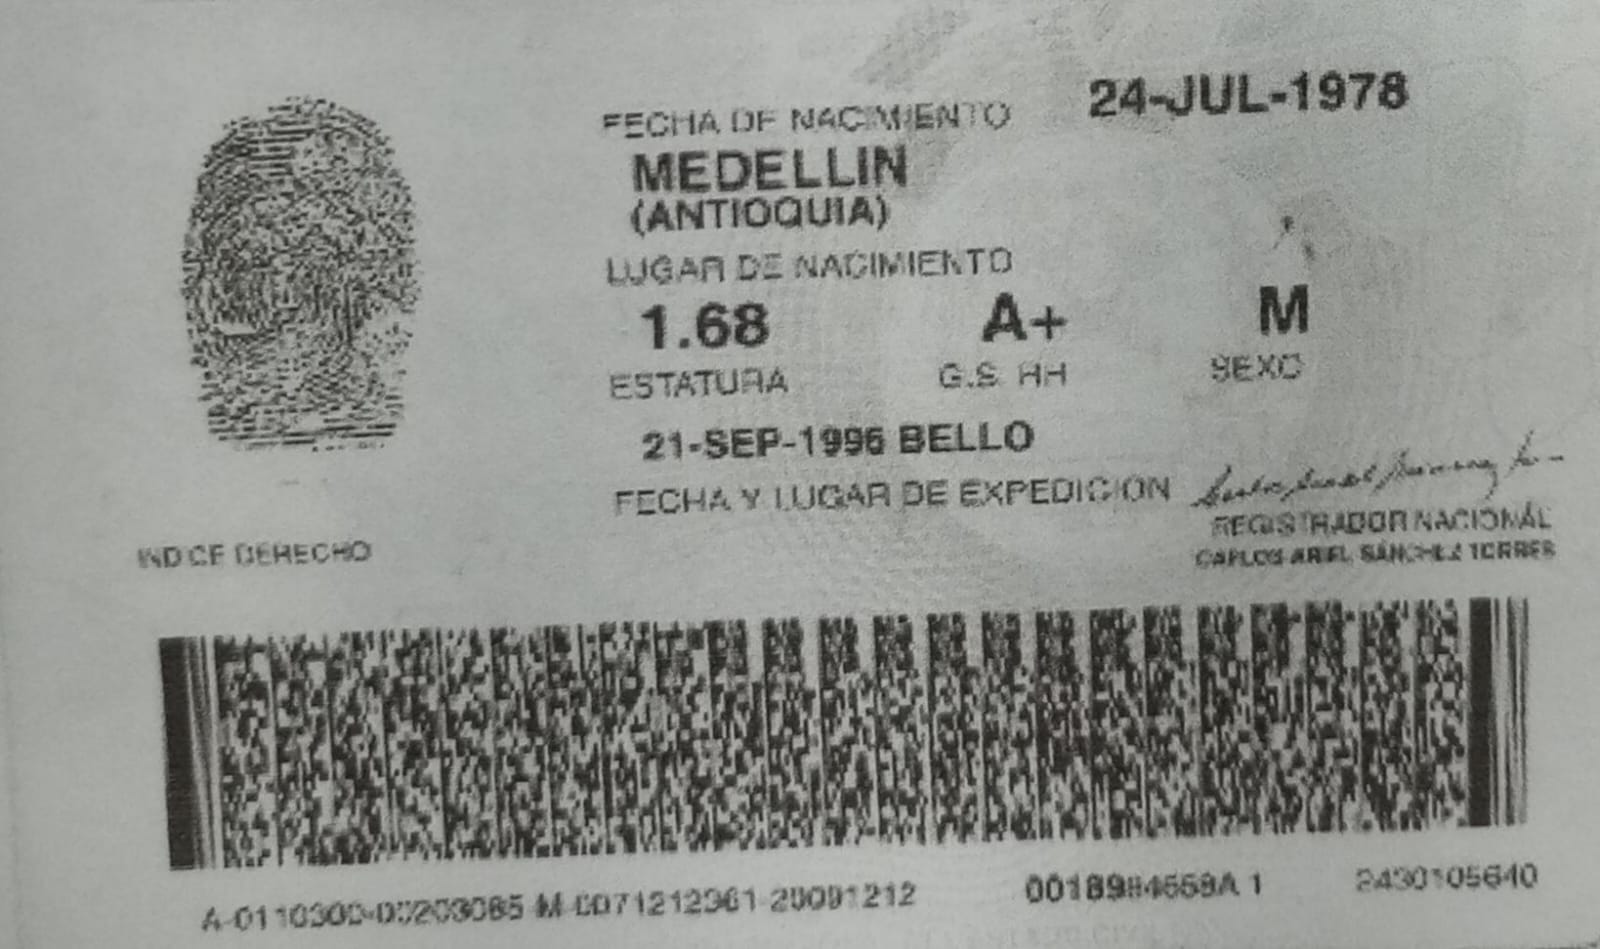 FECHA DE NACIMIENTO 24-JUL-1978
MEDELLIN
(ANTIOQUIA)
LUGAR DE NACIMIENTO
1.68 A+ M
ESTATURA G.S. RH SEXO
21-SEP-1996 BELLO
FECHA Y LUGAR DE EXPEDICION
REGISTRADOR NACIONAL
CARLOS ARIEL SÁNCHEZ TORRES
INDICE DERECHO
2430105640